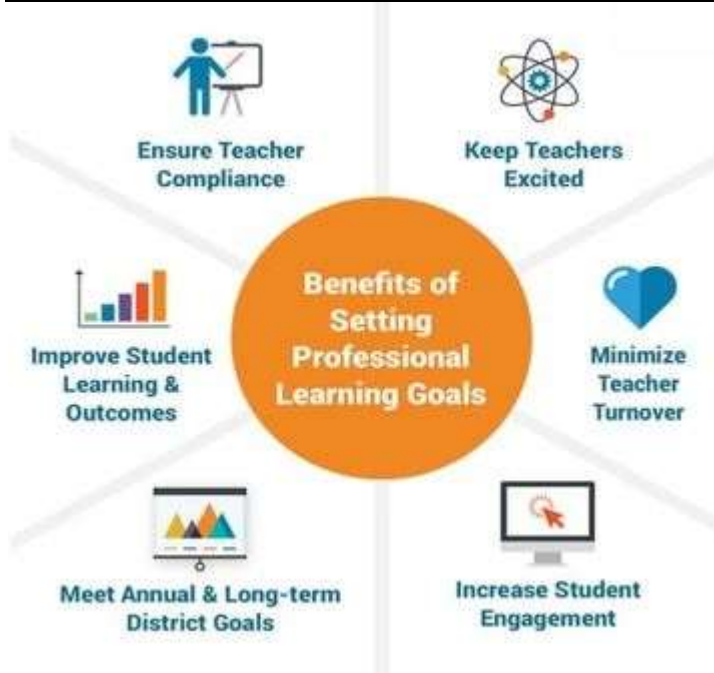 Ensure Teacher
Compliance
Keep Teachers
Excited
Benefits of
Setting
Professional
Learning Goals
Improve Student
Learning &
Outcomes
Minimize
Teacher
Turnover
Meet Annual & Long-term
District Goals
Increase Student
Engagement